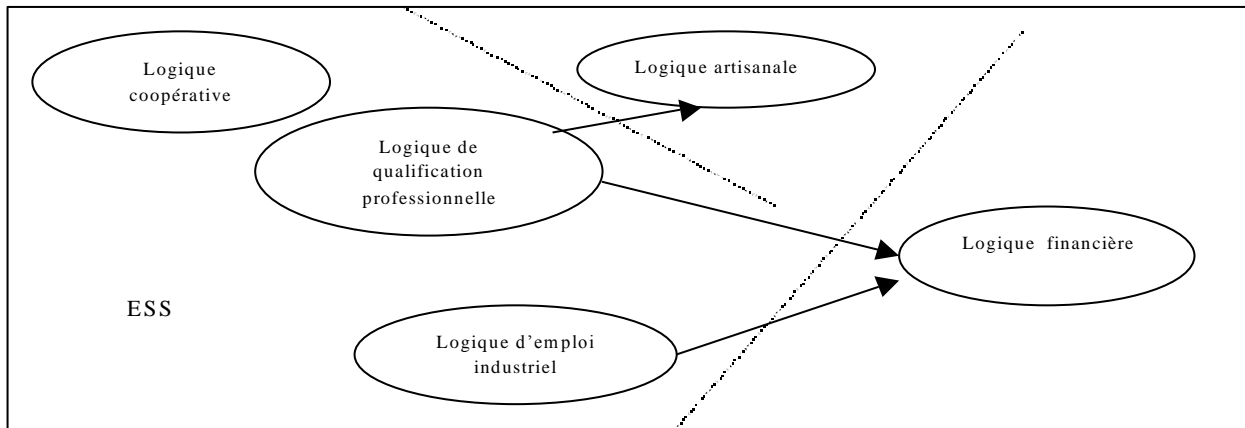 Logique
coopérative
Logique artisanale
Logique de
qualification
professionnelle
Logique financière
ESS
Logique d’emploi
industriel